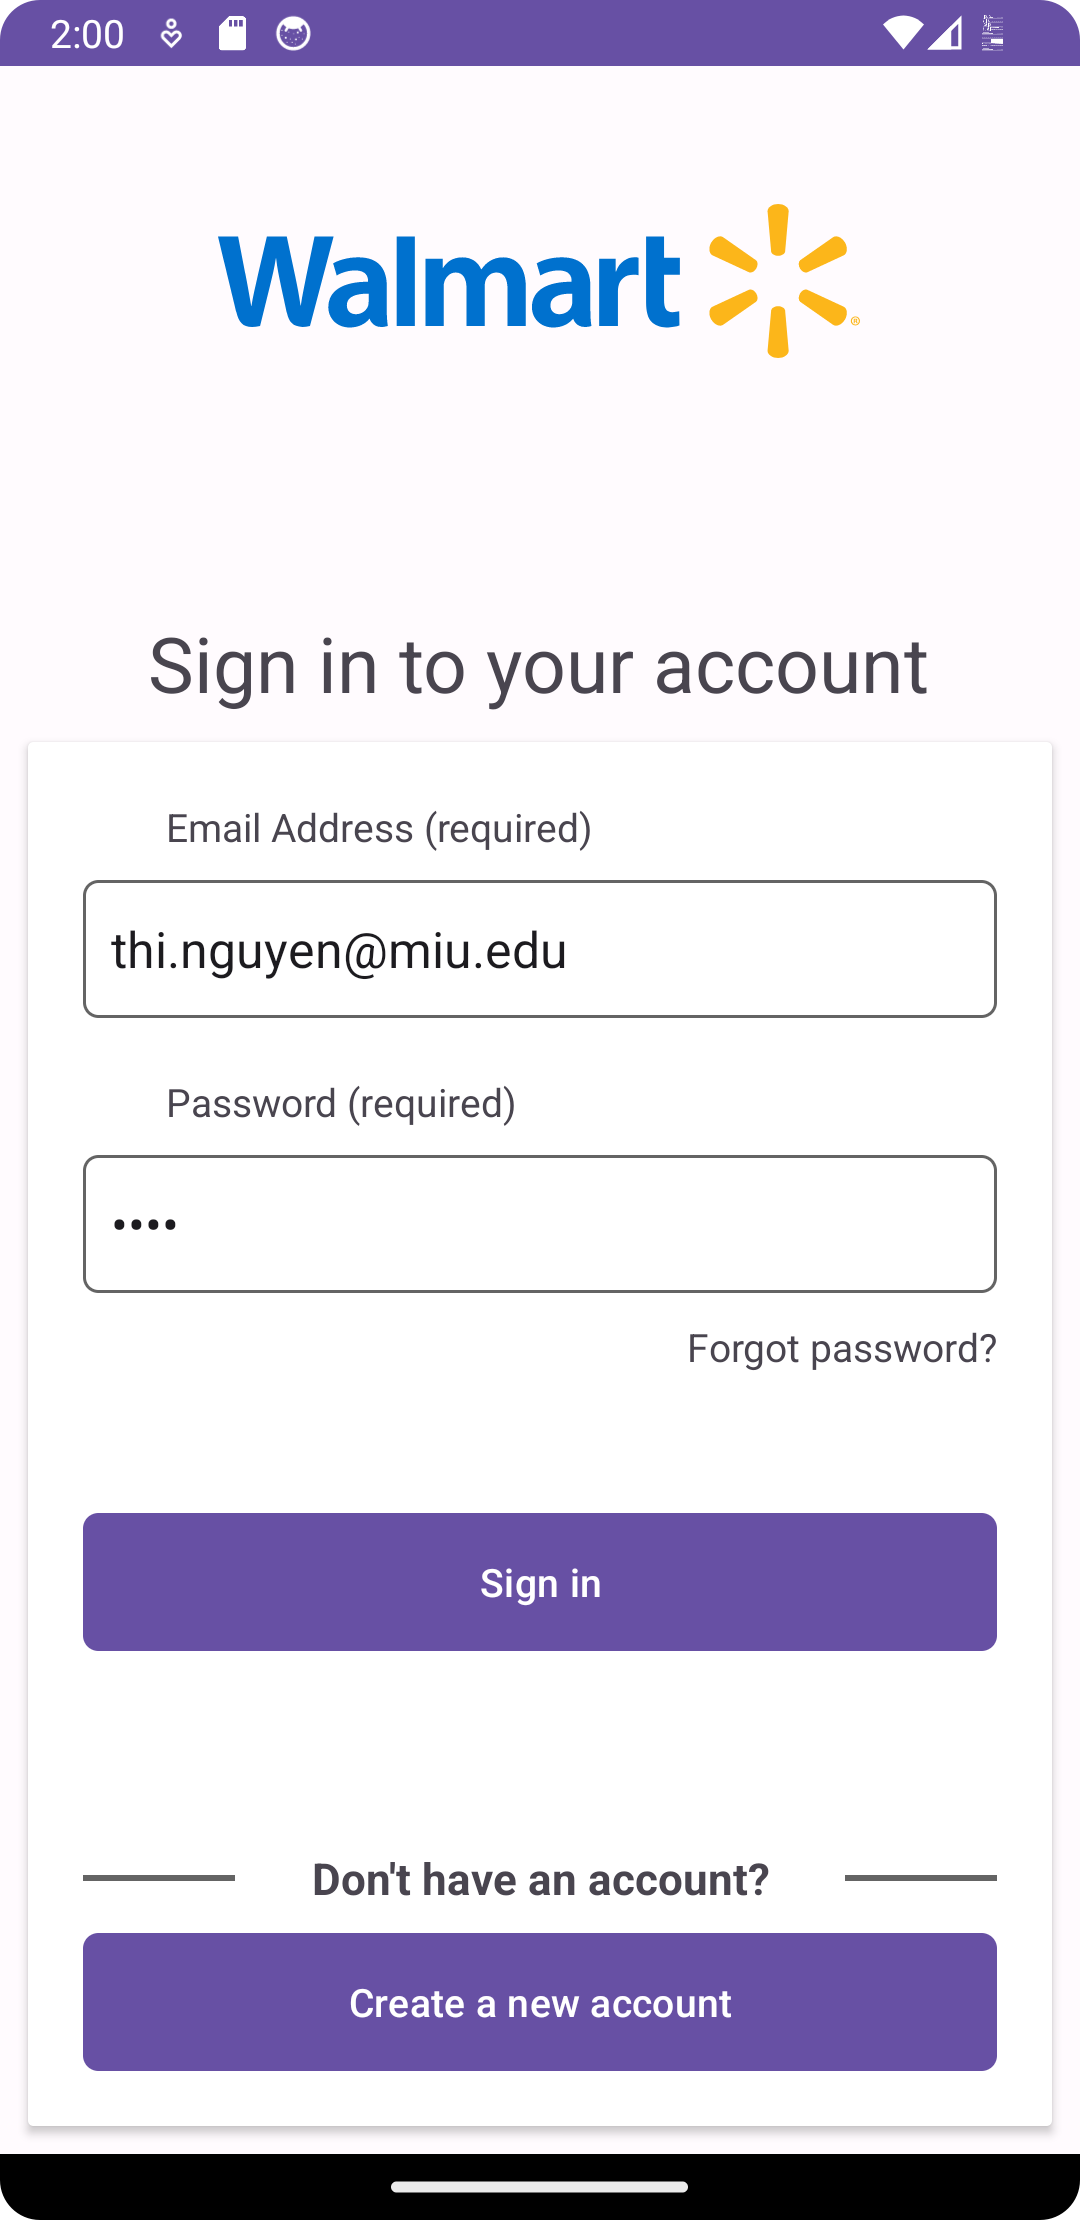 2:00
Walmart
®
Sign in to your account
Email Address (required)
thi.nguyen@miu.edu
Password (required)
••••
Forgot password?
Sign in
Don't have an account?
Create a new account